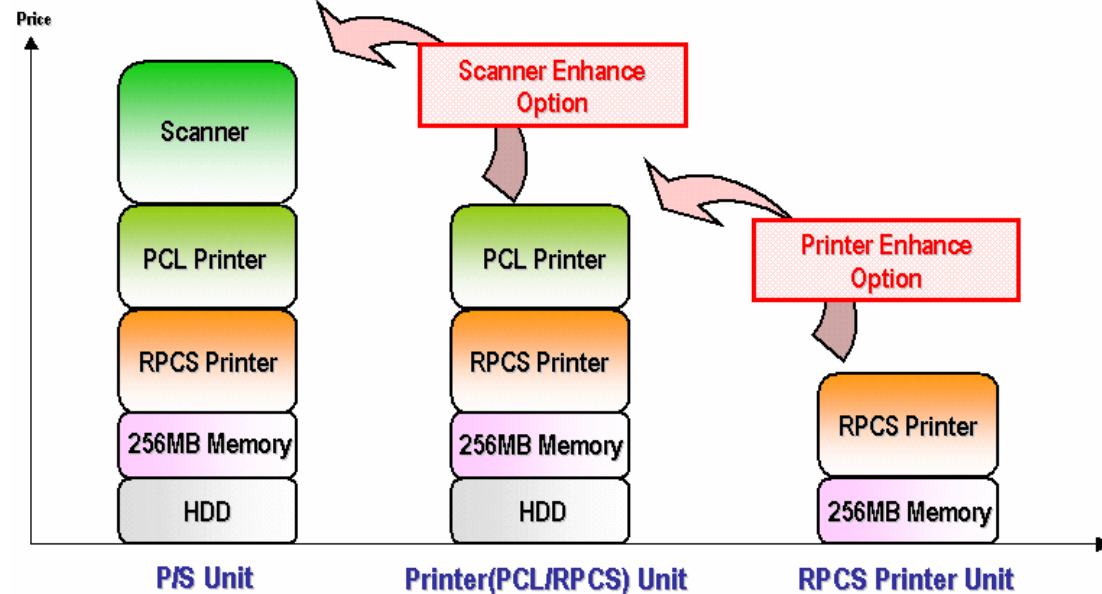 Price
Scanner Enhance
Option
Scanner
PCL Printer
RPCS Printer
256MB Memory
HDD
PCL Printer
RPCS Printer
256MB Memory
HDD
Printer Enhance
Option
RPCS Printer
256MB Memory
P/S Unit
Printer(PCL/RPCS) Unit
RPCS Printer Unit